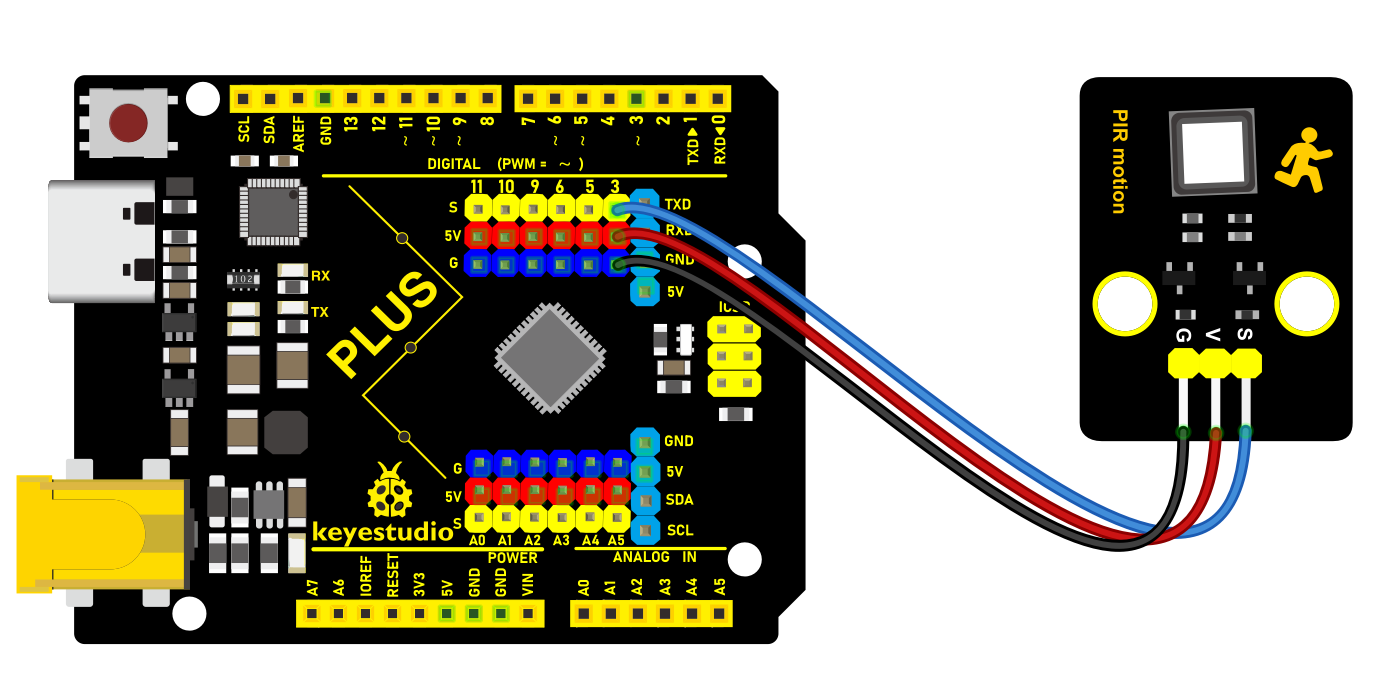 SCL SDA AREF GND 13 12 ~11 ~10 ~9 8 7 ~6 ~5 4 ~3 2 TXD▶1 RXD◀0
DIGITAL (PWM = ~ )
11 10 9 6 5 3
S
5V
G
TXD
GND
5V
RX
TX
102
PLUS
GND
5V
SDA
SCL
G
5V
S
A0 A1 A2 A3 A4 A5
keyestudio
POWER
ANALOG IN
A7 A6 IOREF RESET 3V3 5V GND GND VIN
A0 A1 A2 A3 A4 A5
PIR motion
G V S